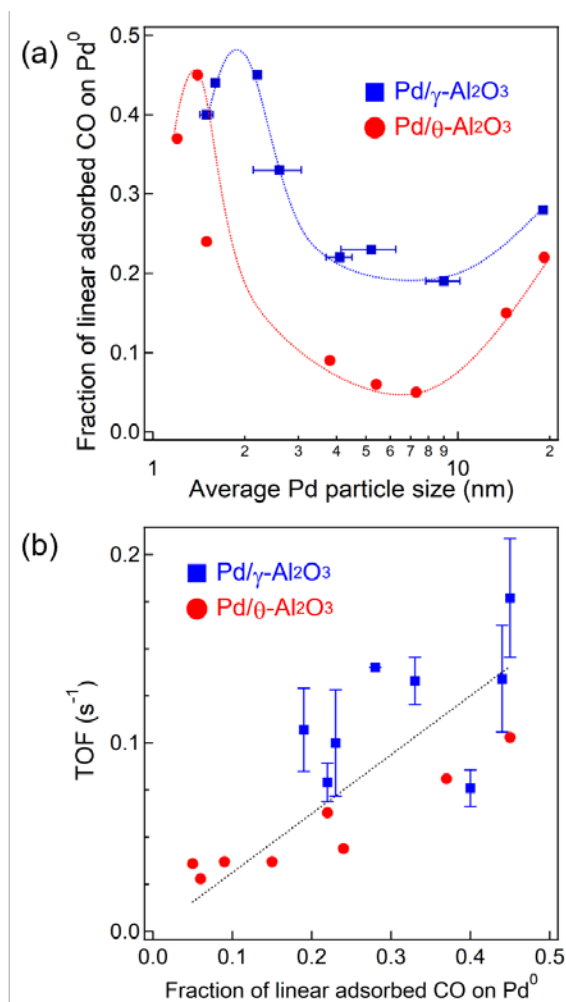 (a)
Fraction of linear adsorbed CO on Pd⁰
0.5
0.4
0.3
0.2
0.1
0.0
Pd/γ-Al₂O₃
Pd/θ-Al₂O₃
1 2 3 4 5 6 7 8 9 10 2
Average Pd particle size (nm)
(b)
TOF (s⁻¹)
0.2
0.1
0.0
Pd/γ-Al₂O₃
Pd/θ-Al₂O₃
0.0 0.1 0.2 0.3 0.4 0.5
Fraction of linear adsorbed CO on Pd⁰